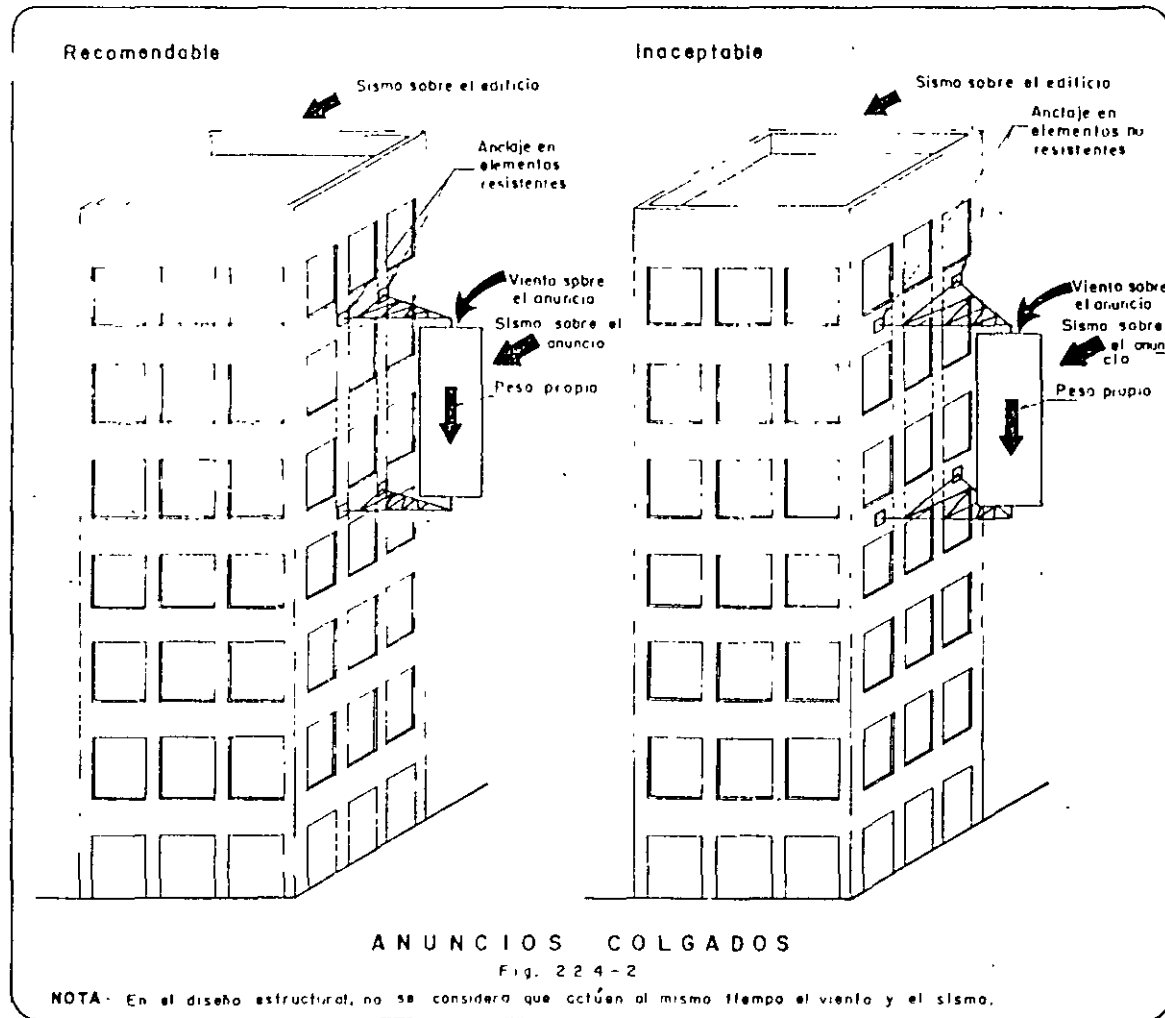 Recomendable
Sismo sobre el edificio
Anclaje en
elementos
resistentes
Viento sobre
el anuncio
Sismo sobre el
anuncio
Peso propio
Inaceptable
Sismo sobre el edificio
Anclaje en
elementos no
resistentes
Viento sobre
el anuncio
Sismo sobre
el anun
cio
Peso propio
ANUNCIOS COLGADOS
Fig. 224-2
NOTA- En el diseño estructural, no se considera que actúen al mismo tiempo el viento y el sismo.